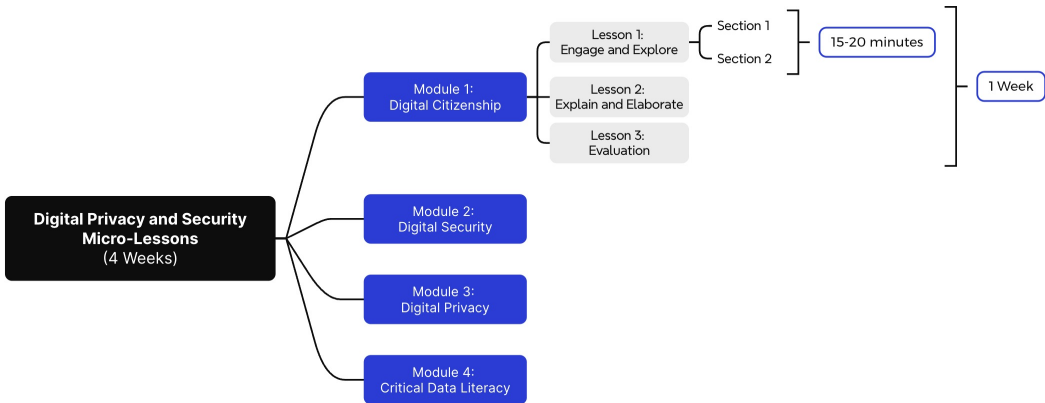 Digital Privacy and Security
Micro-Lessons
(4 Weeks)
Module 1:
Digital Citizenship
Lesson 1:
Engage and Explore
Section 1
Section 2
15-20 minutes
Lesson 2:
Explain and Elaborate
Lesson 3:
Evaluation
1 Week
Module 2:
Digital Security
Module 3:
Digital Privacy
Module 4:
Critical Data Literacy